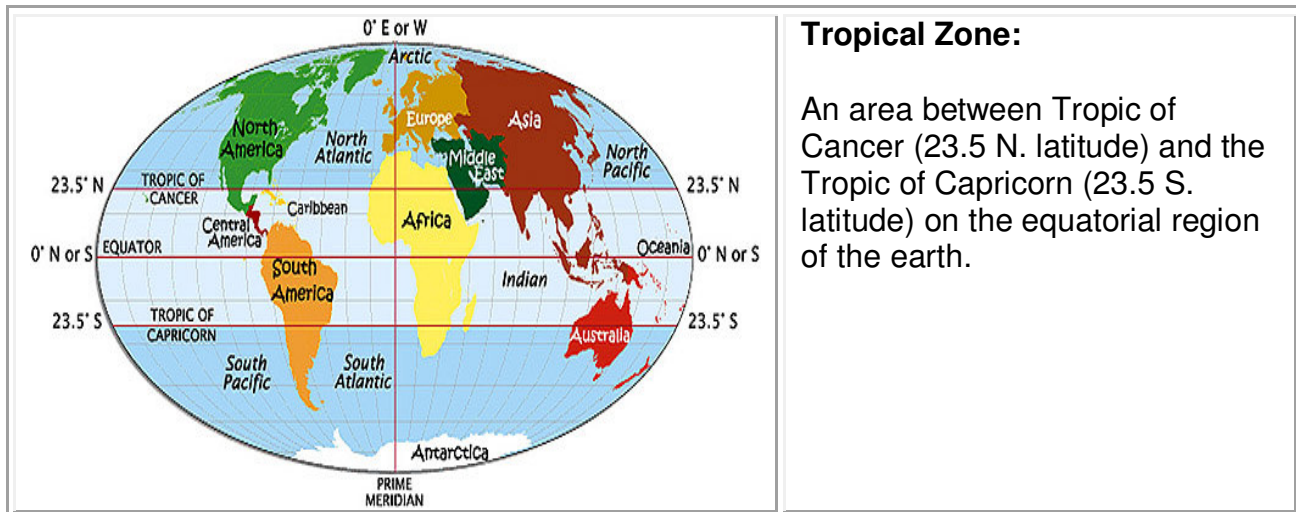 0° E or W
Arctic
North
America
North
Atlantic
Europe
Asia
North
Pacific
Middle
East
23.5° N
TROPIC OF
CANCER
23.5° N
Caribbean
Central
America
Africa
0° N or S
EQUATOR
Oceania
0° N or S
South
America
Indian
23.5° S
TROPIC OF
CAPRICORN
Australia
23.5° S
South
Pacific
South
Atlantic
Antarctica
PRIME
MERIDIAN
Tropical Zone:
An area between Tropic of
Cancer (23.5 N. latitude) and the
Tropic of Capricorn (23.5 S.
latitude) on the equatorial region
of the earth.